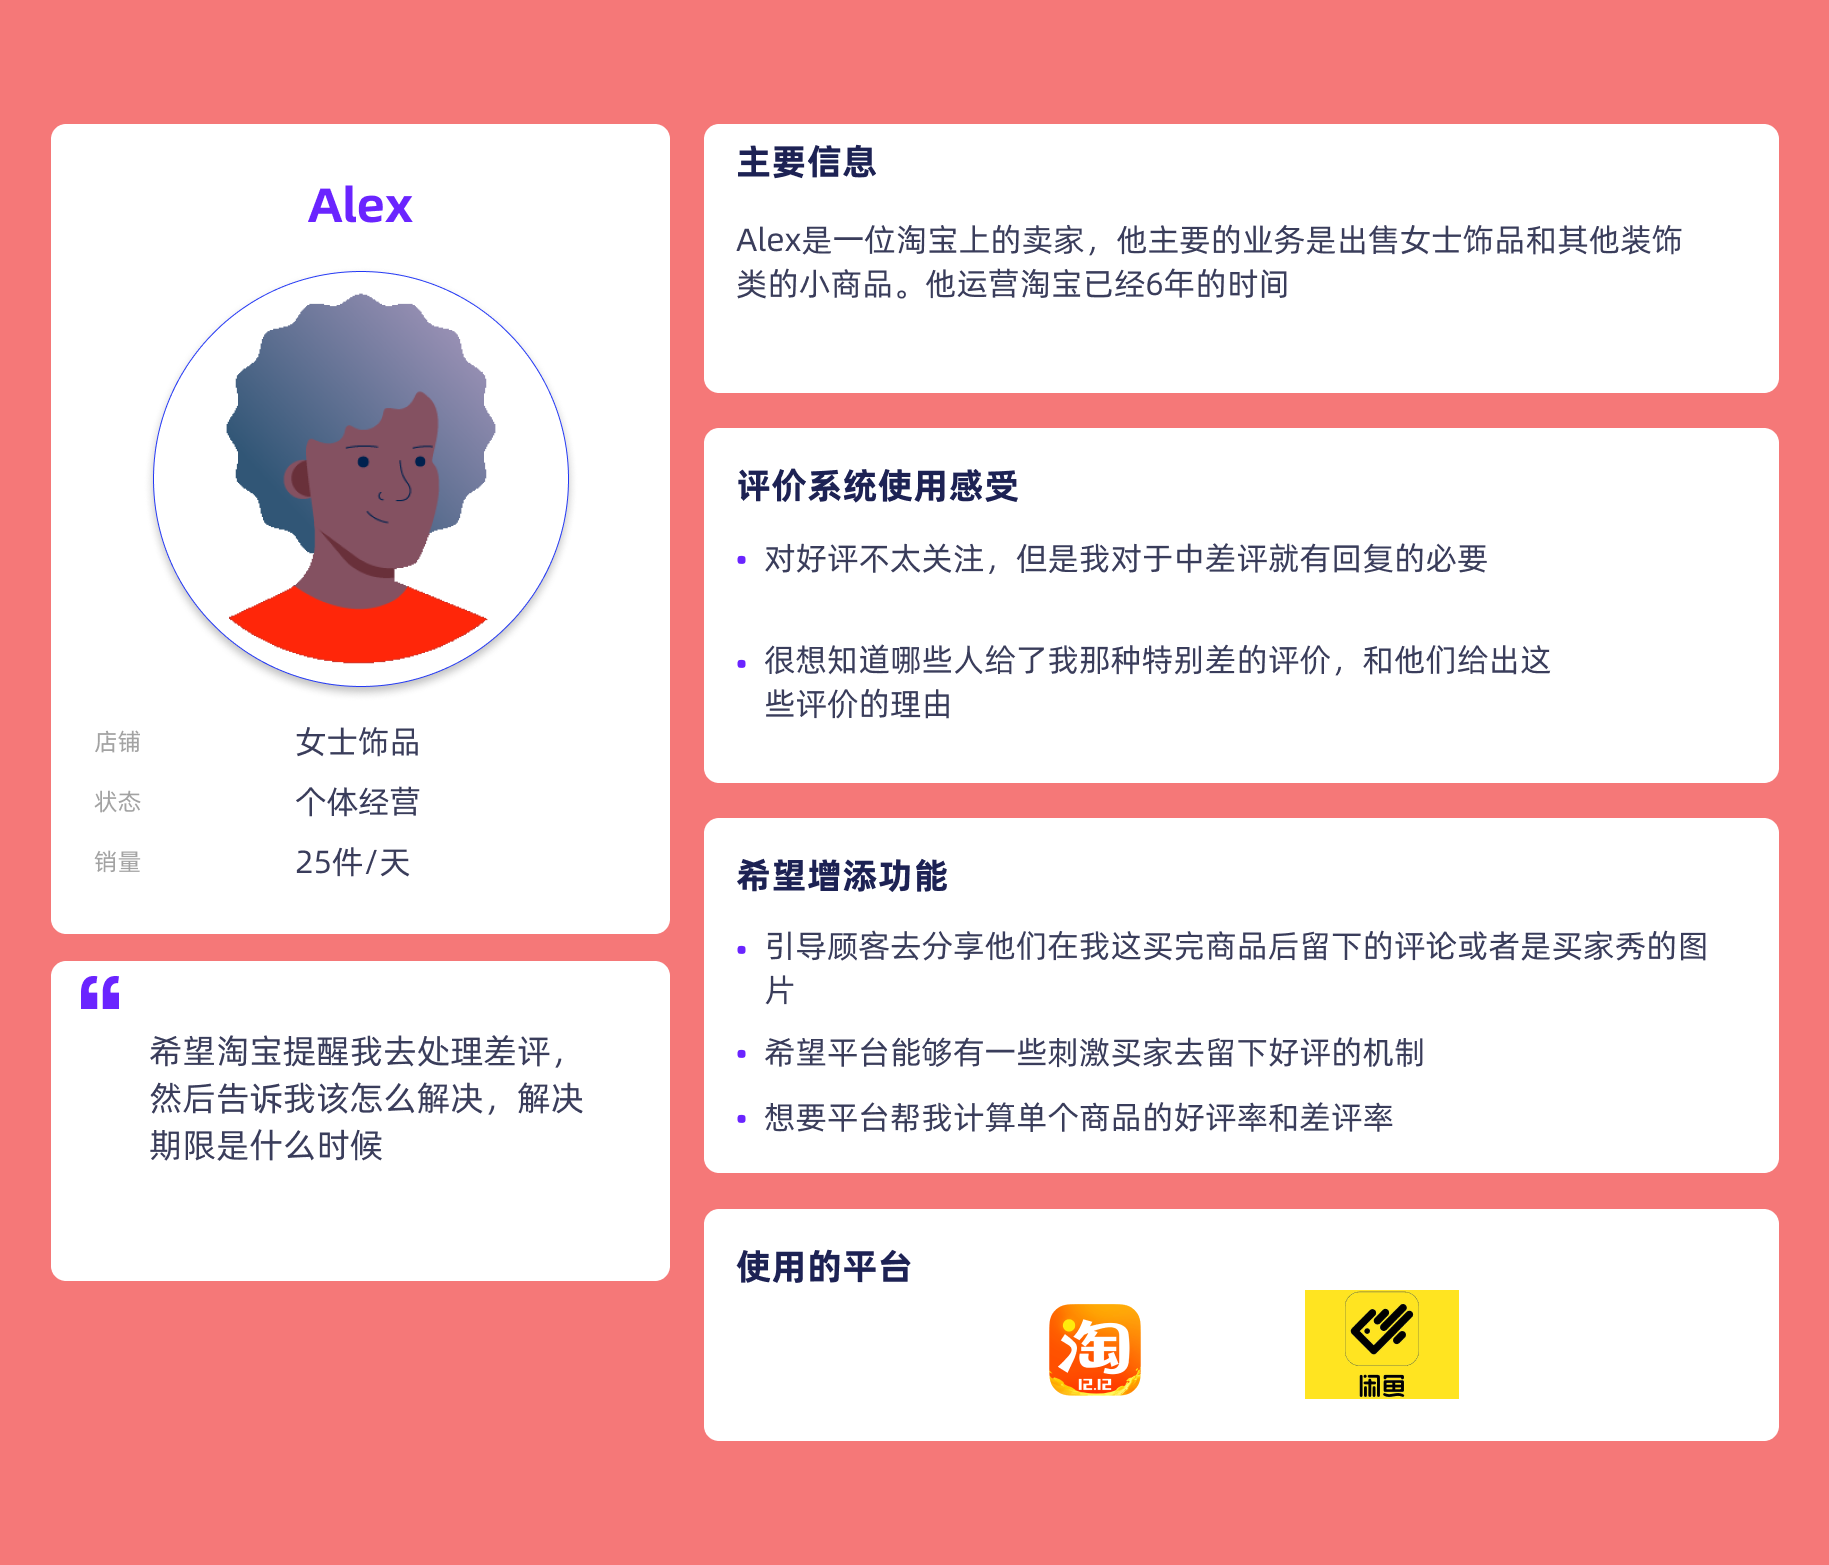 Alex
店铺 女士饰品
状态 个体经营
销量 25件/天
希望淘宝提醒我去处理差评，
然后告诉我该怎么解决，解决
期限是什么时候
主要信息
Alex是一位淘宝上的卖家，他主要的业务是出售女士饰品和其他装饰
类的小商品。他运营淘宝已经6年的时间
评价系统使用感受
对好评不太关注，但是我对于中差评就有回复的必要
很想知道哪些人给了我那种特别差的评价，和他们给出这
些评价的理由
希望增添功能
引导顾客去分享他们在我这买完商品后留下的评论或者是买家秀的图
片
希望平台能够有一些刺激买家去留下好评的机制
想要平台帮我计算单个商品的好评率和差评率
使用的平台
淘
12.12
闲鱼